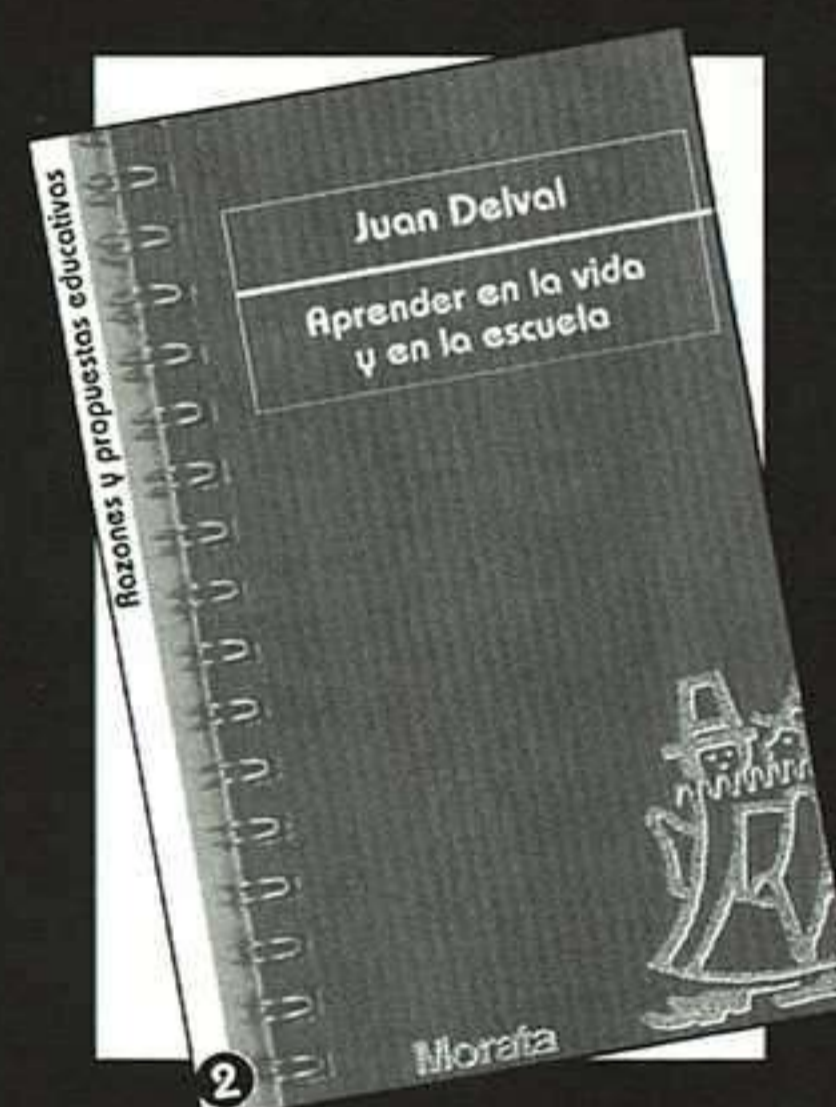 Razones y propuestas educativas
Juan Delval
Aprender en la vida
y en la escuela
Morata
2